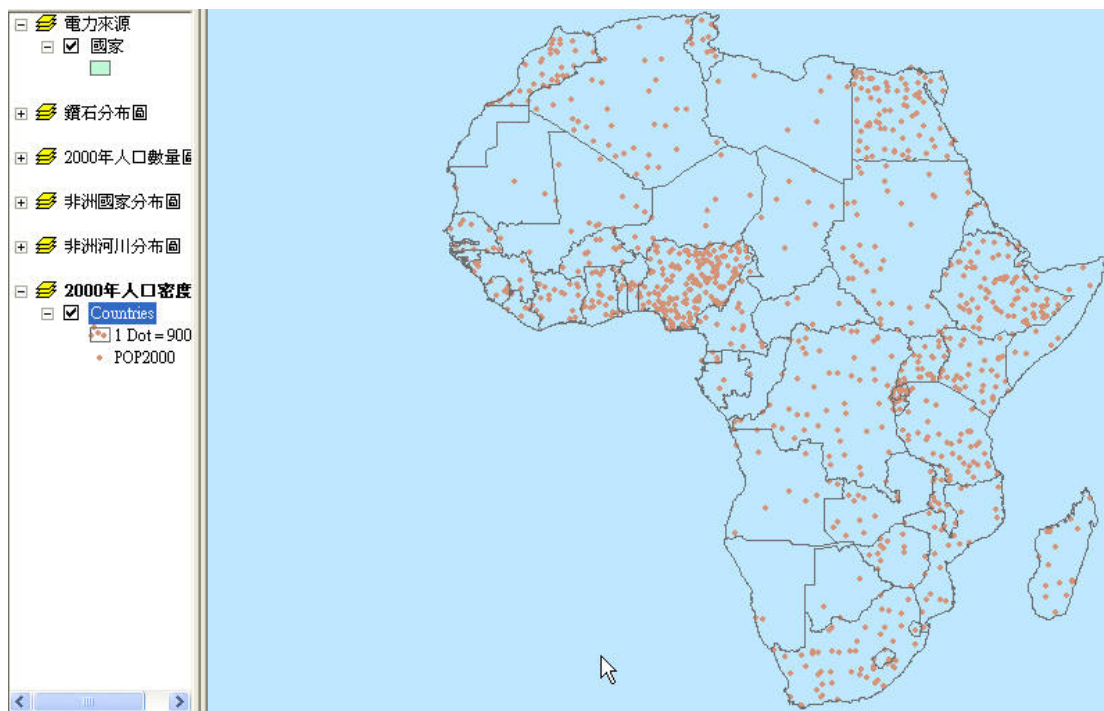 電力來源
國家
鑽石分布圖
2000年人口數量圖
非洲國家分布圖
非洲河川分布圖
2000年人口密度
Countries
1 Dot = 900
POP2000